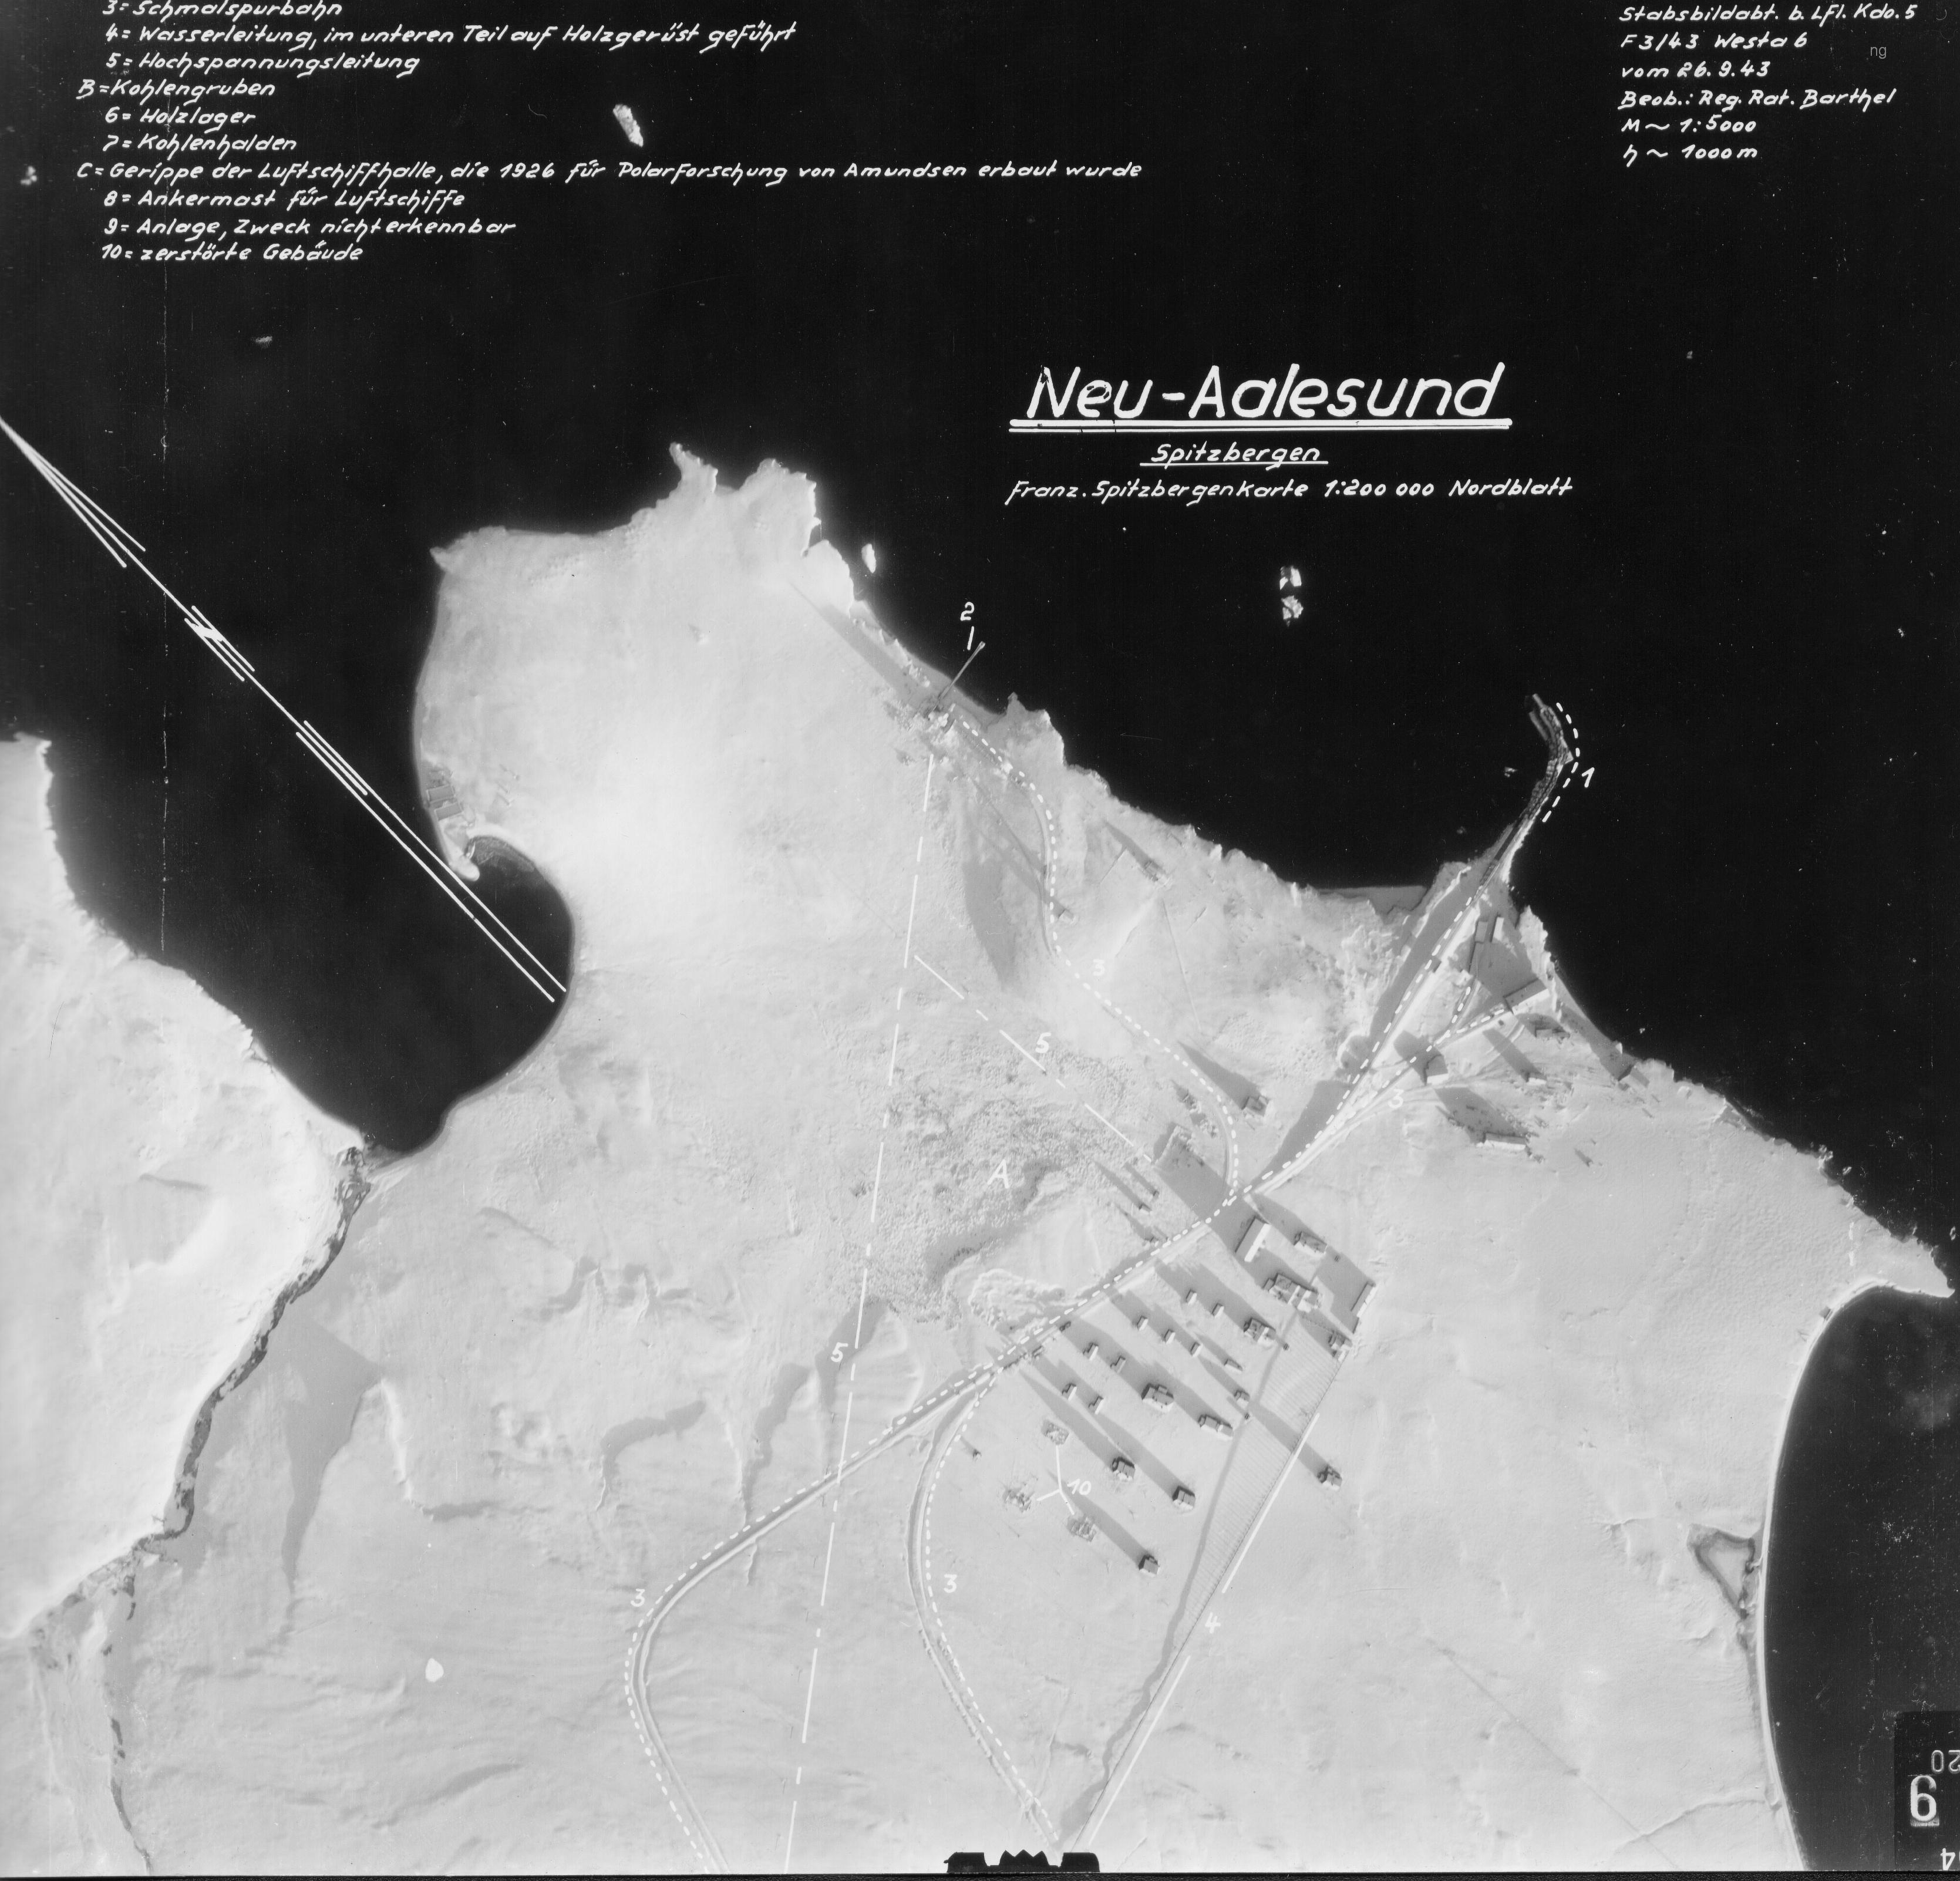 3= Schmalspurbahn
4= Wasserleitung, im unteren Teil auf Holzgerüst geführt
5= Hochspannungsleitung
B=Kohlengruben
6= Holzlager
7= Kohlenhalden
C= Gerippe der Luftschiffhalle, die 1926 für Polarforschung von Amundsen erbaut wurde
8= Ankermast für Luftschiffe
9= Anlage, Zweck nicht erkennbar
10= zerstörte Gebäude
Stabsbildabt. b. Lfl. Kdo. 5
F 3/43 Westa 6
ng
vom 26.9.43
Beob.: Reg. Rat. Barthel
M~ 1:5000
h~ 1000m
Neu-Aalesund
Spitzbergen
Franz. Spitzbergenkarte 1:200 000 Nordblatt
2
1
3
5
3
A
5
10
3
3
4
20
9